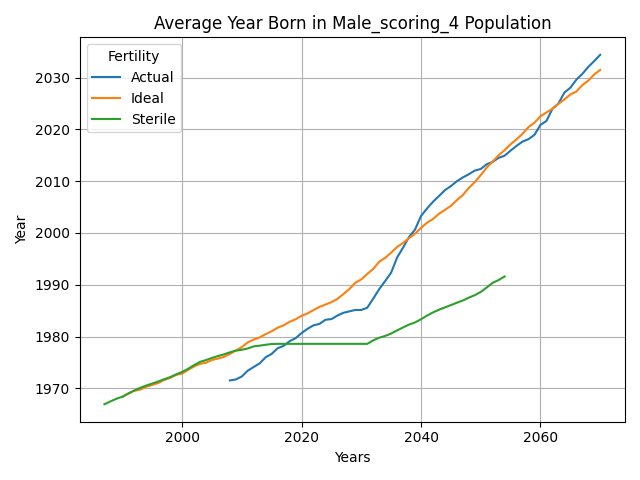 Average Year Born in Male_scoring_4 Population
Fertility
Actual
Ideal
Sterile
Year
2030
2020
2010
2000
1990
1980
1970
2000
2020
2040
2060
Years